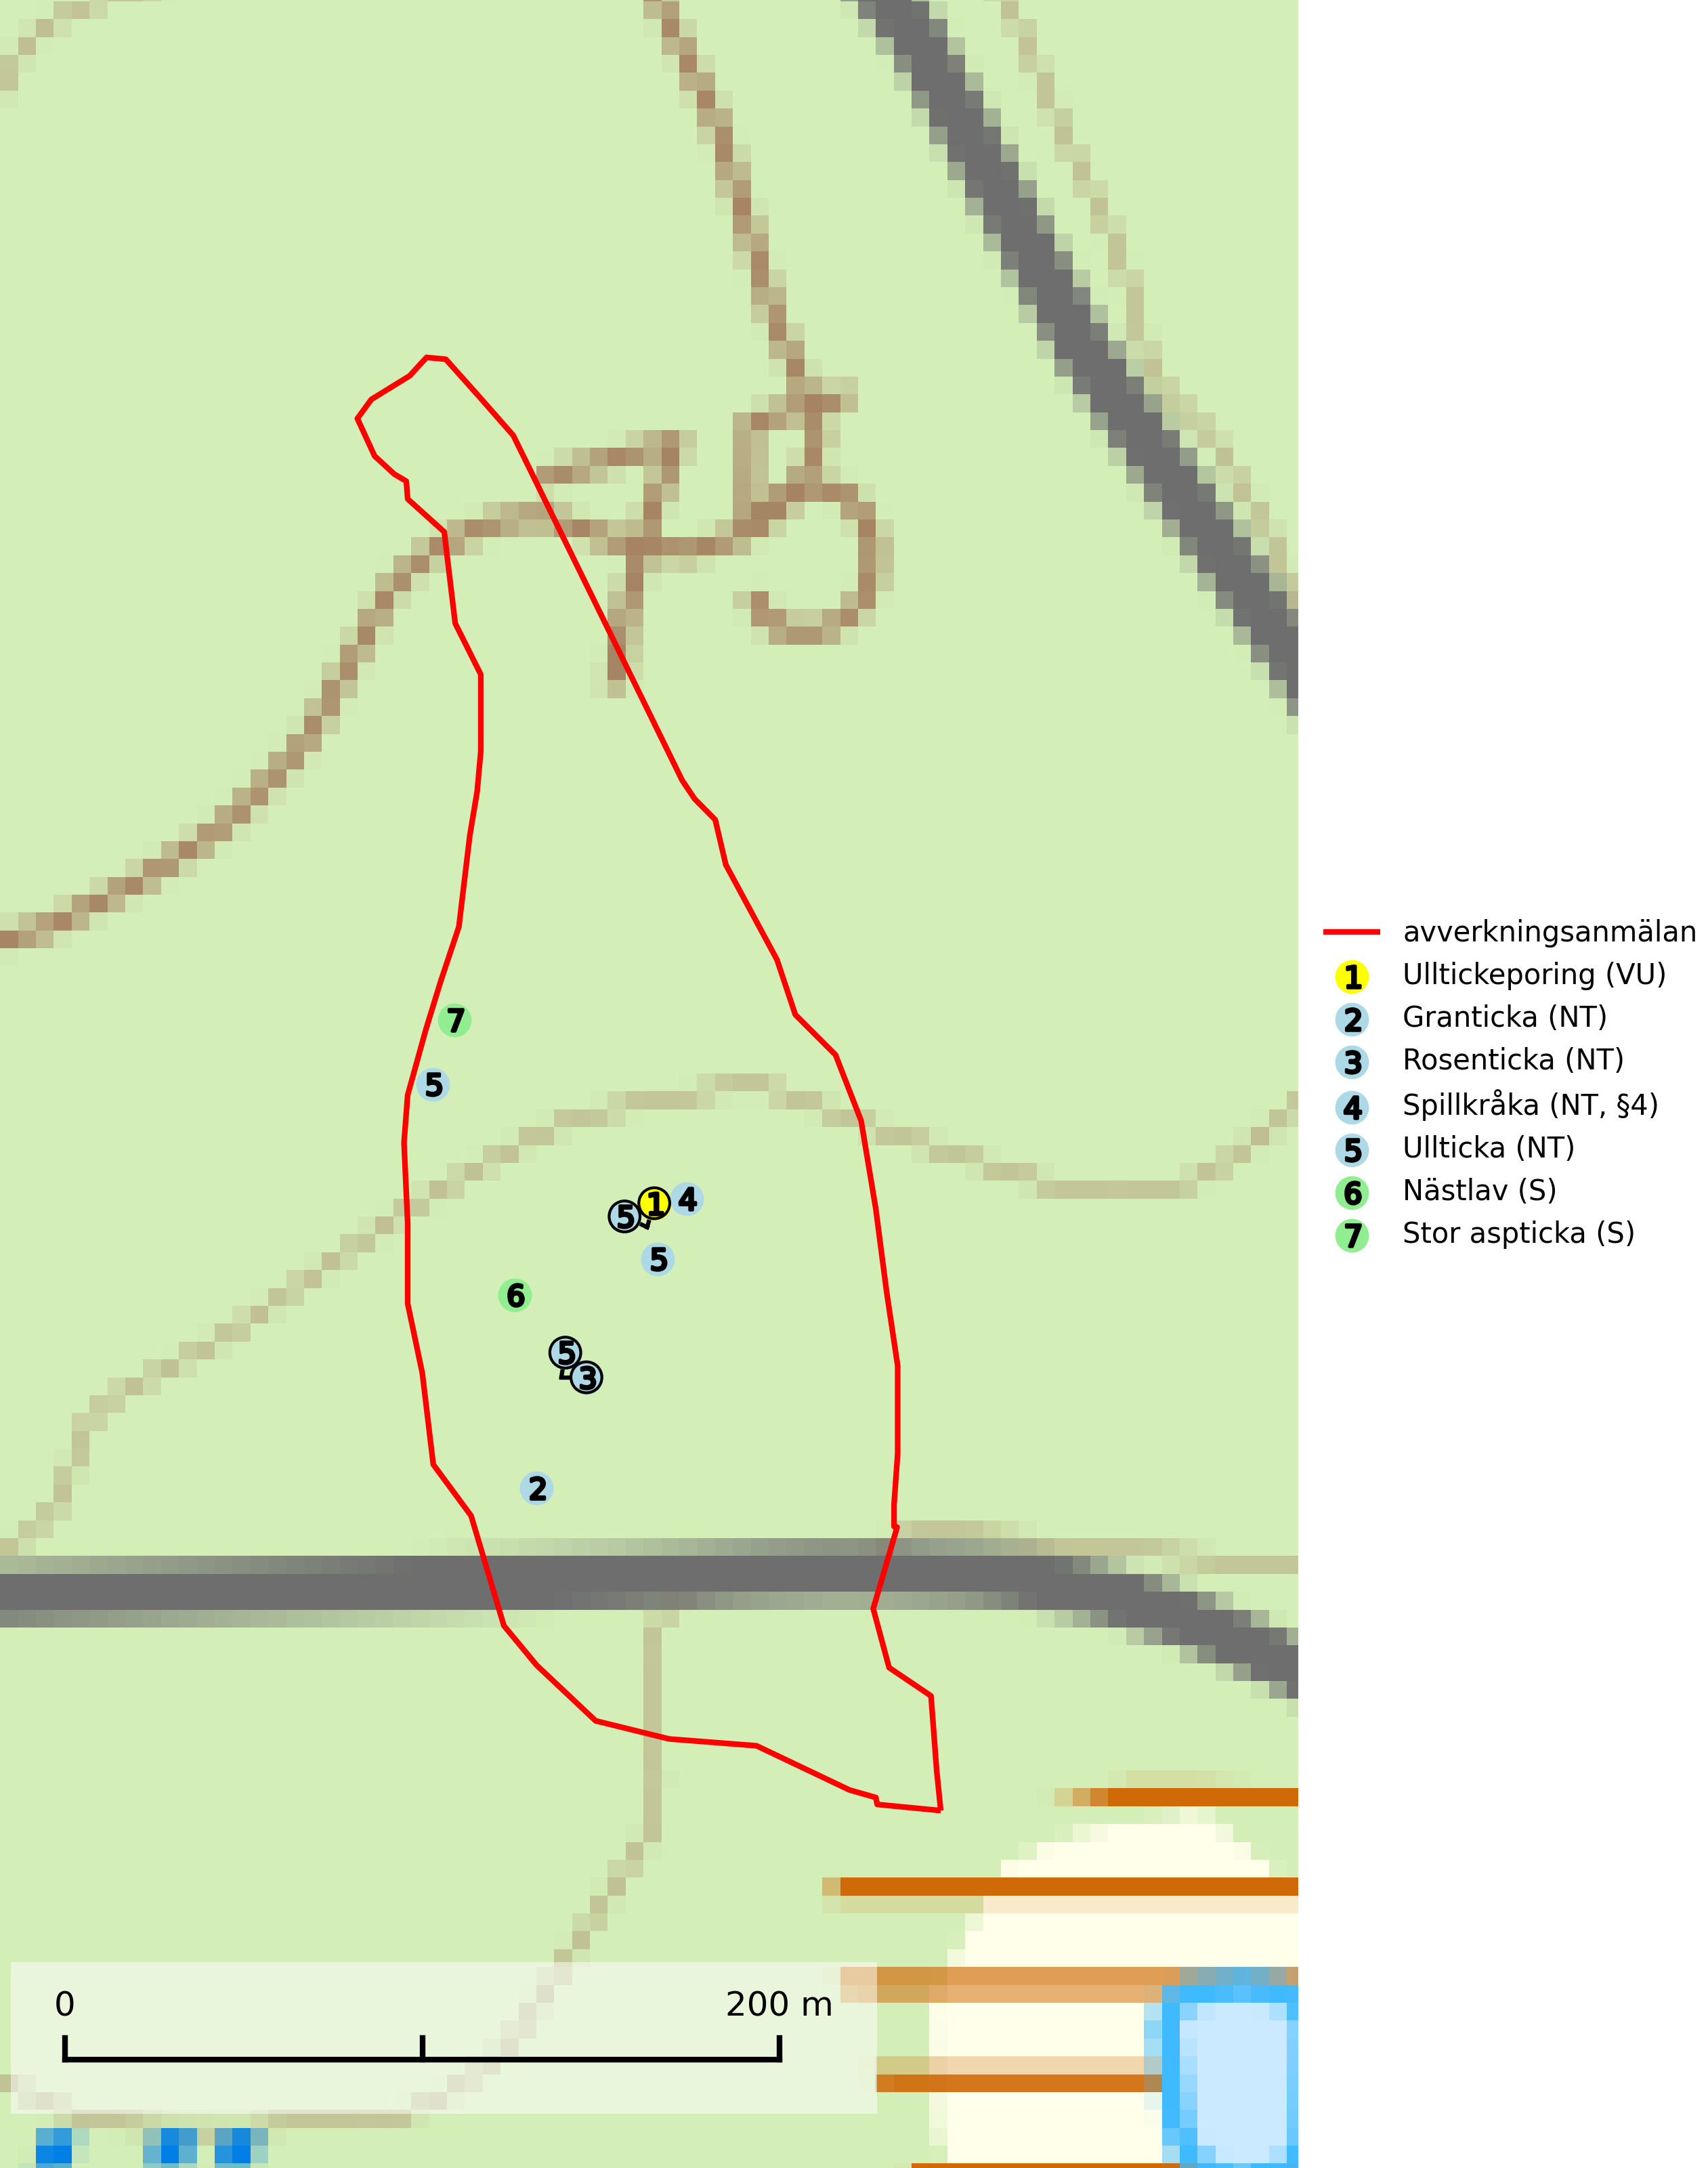 75
avverkningsanmälan
1 Ulltickeporing (VU)
2 Granticka (NT)
3 Rosenticka (NT)
4 Spillkråka (NT, §4)
5 Ullticka (NT)
6 Nästlav (S)
7 Stor aspticka (S)
7
5
5 1 4
5
6
5
3
2
0 200 m